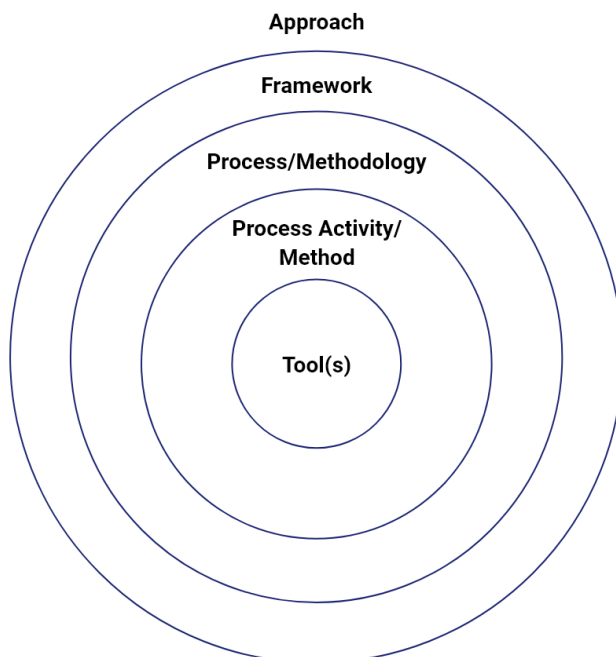 Approach
Framework
Process/Methodology
Process Activity/
Method
Tool(s)